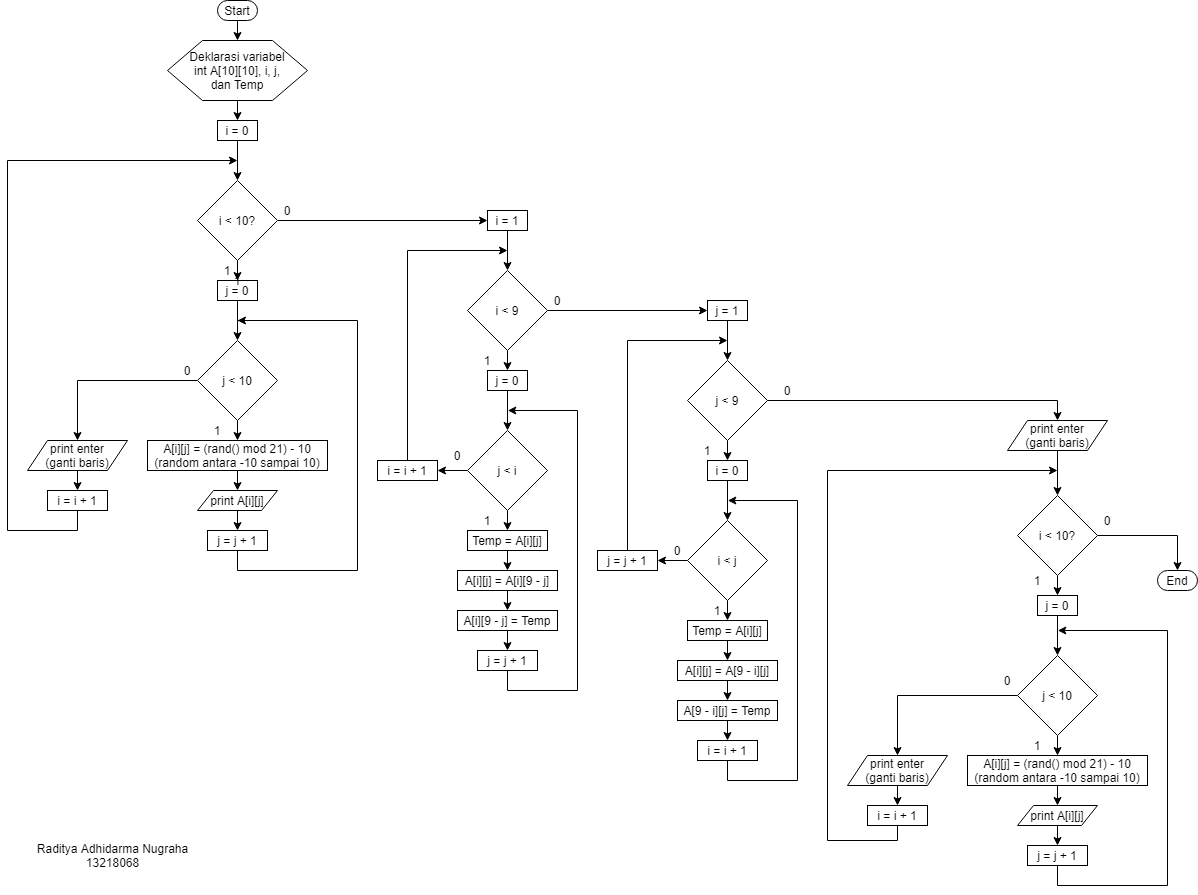 Start
Deklarasi variabel
int A[10][10], i, j,
dan Temp
i = 0
i < 10?
0
1
j = 0
j < 10
0
1
print enter
(ganti baris)
i = i + 1
A[i][j] = (rand() mod 21) - 10
(random antara -10 sampai 10)
print A[i][j]
j = j + 1
i = 1
i < 9
0
1
j = 0
j < i
0
1
i = i + 1
Temp = A[i][j]
A[i][j] = A[i][9 - j]
A[i][9 - j] = Temp
j = j + 1
j = 1
j < 9
0
1
i = 0
i < j
0
1
j = j + 1
Temp = A[i][j]
A[i][j] = A[9 - i][j]
A[9 - i][j] = Temp
i = i + 1
print enter
(ganti baris)
i < 10?
0
1
End
j = 0
j < 10
0
1
print enter
(ganti baris)
i = i + 1
A[i][j] = (rand() mod 21) - 10
(random antara -10 sampai 10)
print A[i][j]
j = j + 1
Raditya Adhidarma Nugraha
13218068